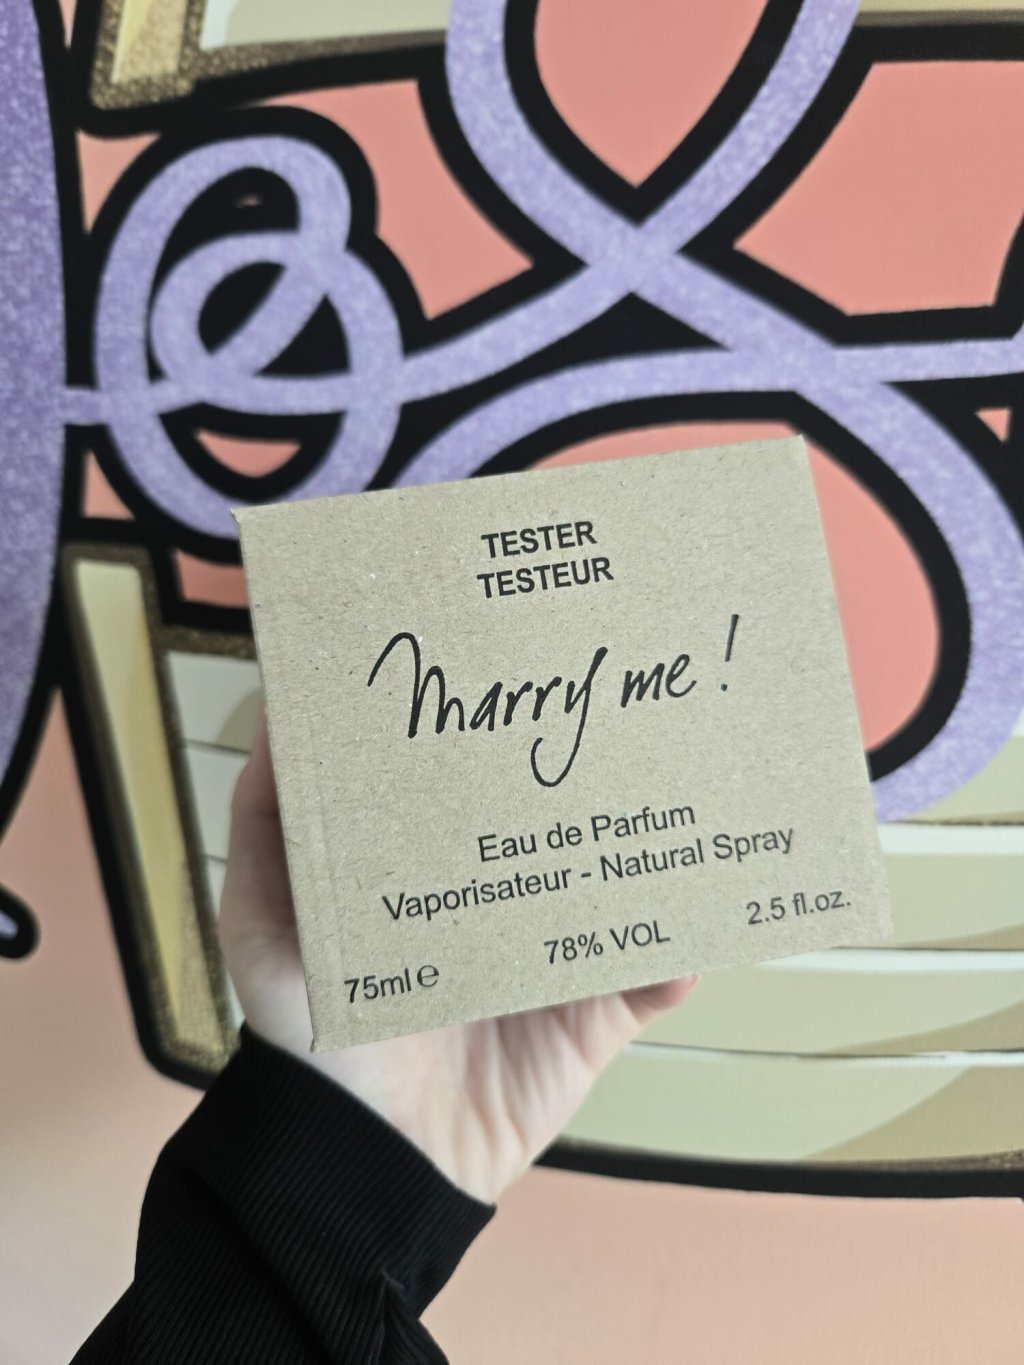 TESTER
TESTEUR
Marry me !
Eau de Parfum
Vaporisateur - Natural Spray
75ml ℮ 78% VOL 2.5 fl.oz.